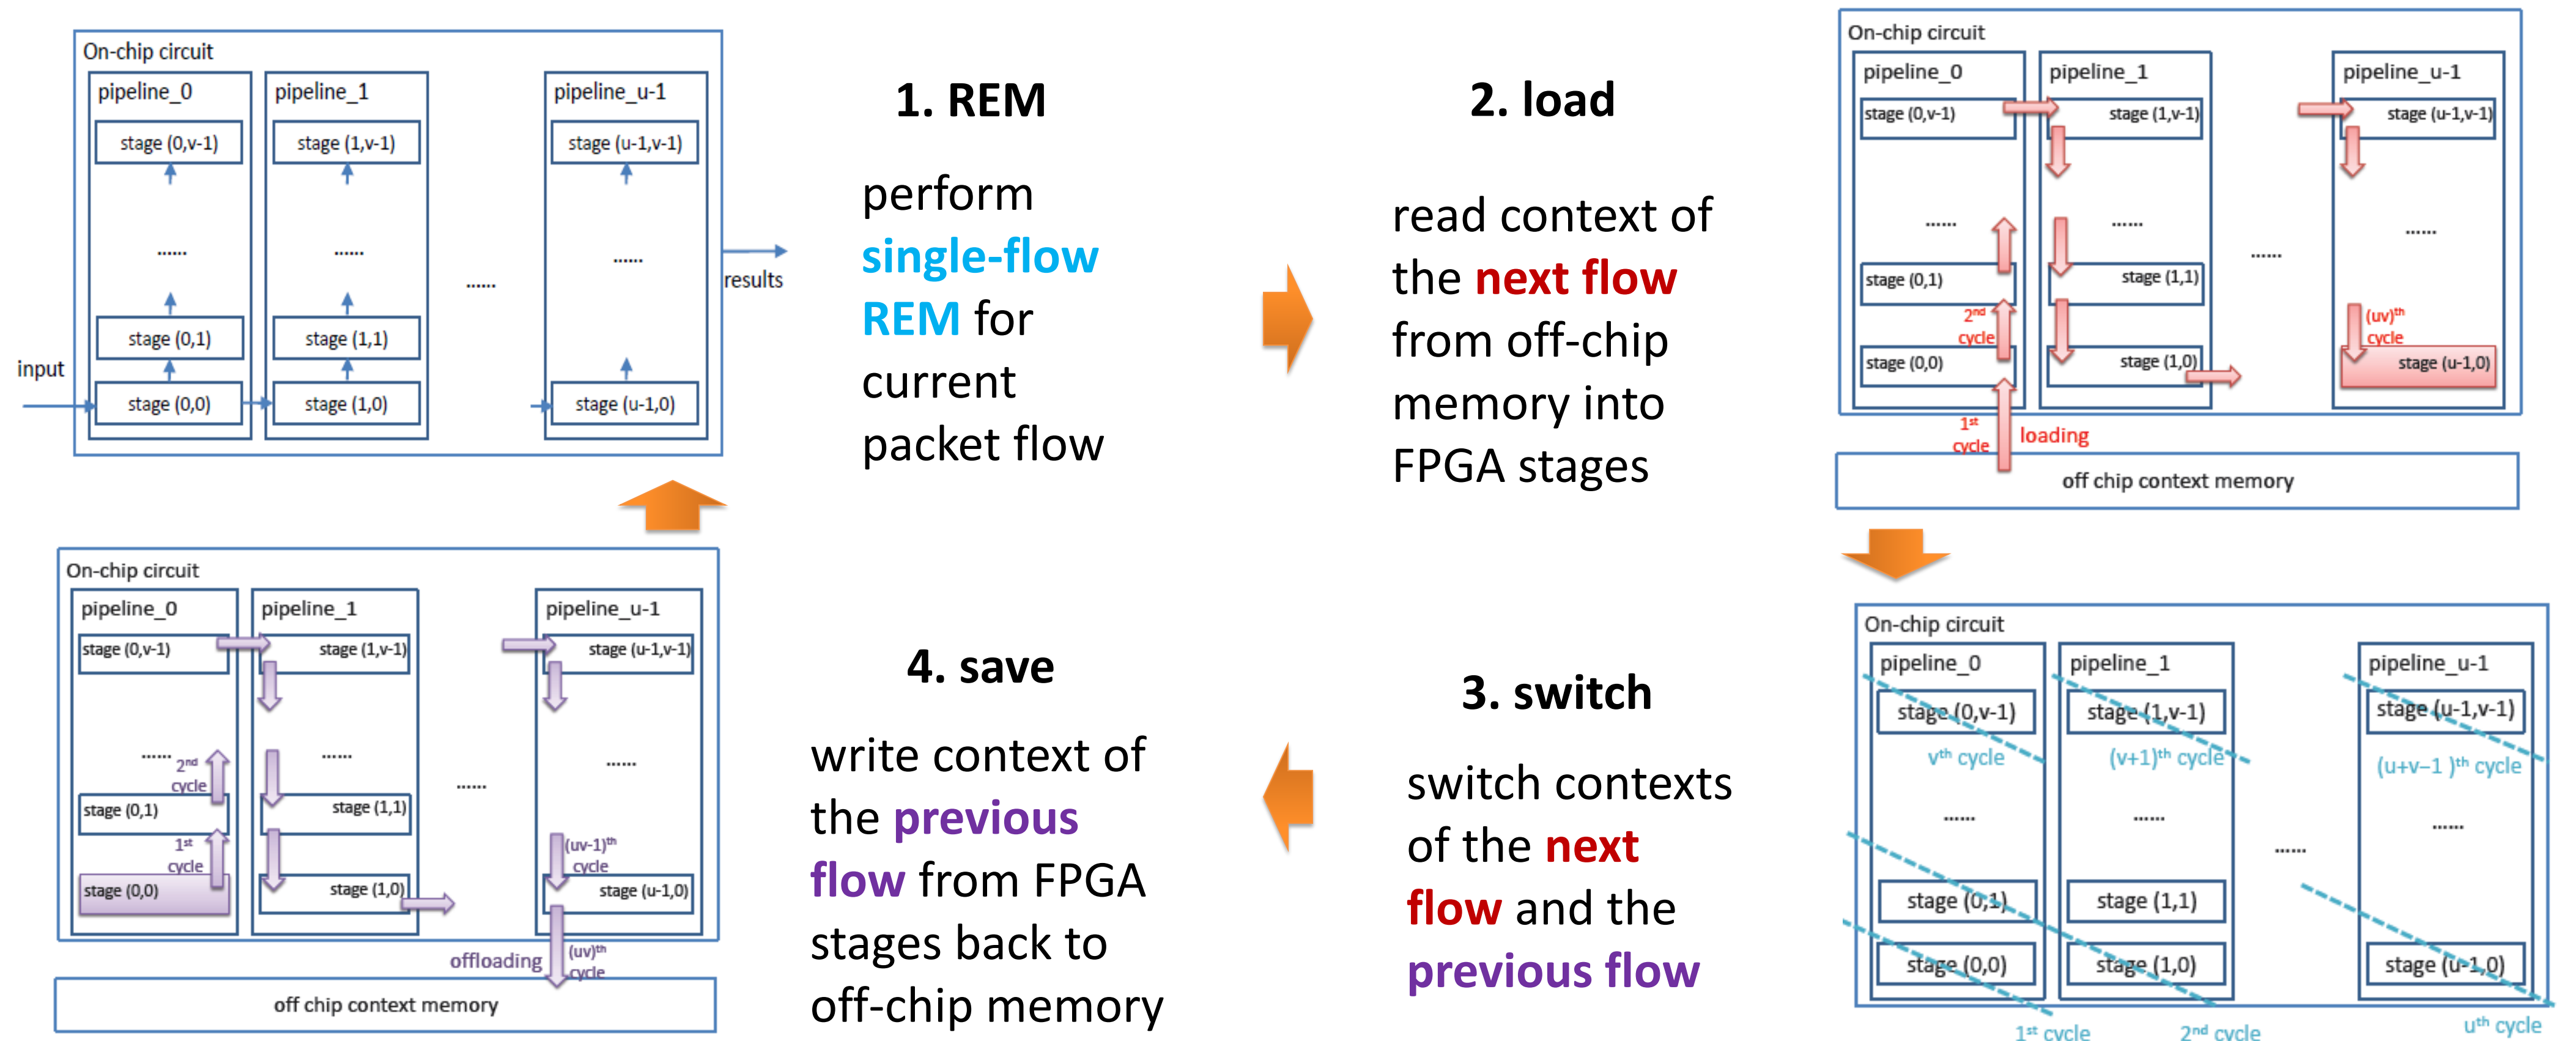 On-chip circuit
pipeline_0
pipeline_1
pipeline_u-1
stage (0,v-1)
stage (1,v-1)
stage (u-1,v-1)
......
......
......
......
stage (0,1)
stage (1,1)
input
stage (0,0)
stage (1,0)
stage (u-1,0)
results
1. REM
perform
single-flow
REM for
current
packet flow
2. load
read context of
the next flow
from off-chip
memory into
FPGA stages
On-chip circuit
pipeline_0
pipeline_1
pipeline_u-1
stage (0,v-1)
stage (1,v-1)
stage (u-1,v-1)
......
......
......
......
stage (0,1)
stage (1,1)
2nd
cycle
(uv)th
cycle
stage (0,0)
stage (1,0)
stage (u-1,0)
1st
cycle
loading
off chip context memory
On-chip circuit
pipeline_0
pipeline_1
pipeline_u-1
stage (0,v-1)
stage (1,v-1)
stage (u-1,v-1)
......
......
......
......
2nd
cycle
stage (0,1)
stage (1,1)
1st
cycle
(uv-1)th
cycle
stage (0,0)
stage (1,0)
stage (u-1,0)
offloading
(uv)th
cycle
off chip context memory
4. save
write context of
the previous
flow from FPGA
stages back to
off-chip memory
3. switch
switch contexts
of the next
flow and the
previous flow
On-chip circuit
pipeline_0
pipeline_1
pipeline_u-1
stage (0,v-1)
stage (1,v-1)
stage (u-1,v-1)
vth cycle
(v+1)th cycle
(u+v–1 )th cycle
......
......
......
......
stage (0,1)
stage (1,1)
stage (0,0)
stage (1,0)
stage (u-1,0)
1st cycle
2nd cycle
uth cycle